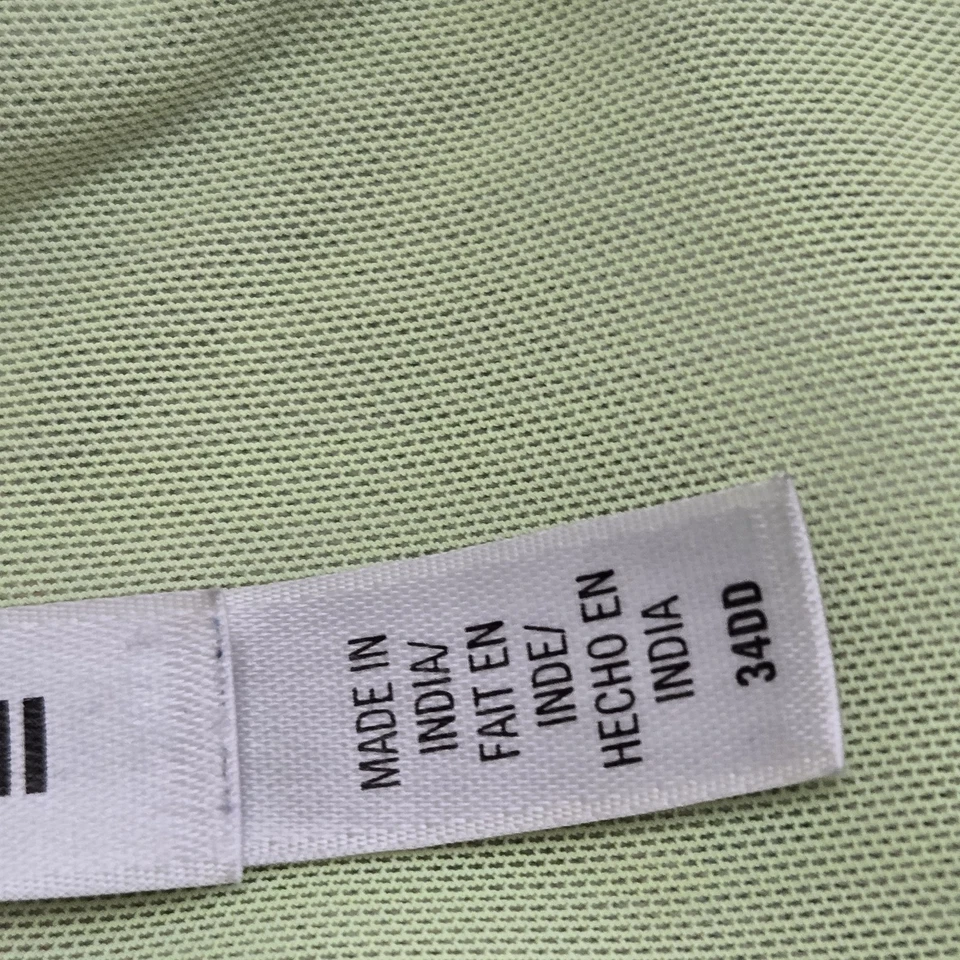 MADE IN
INDIA/
FAIT EN
INDE/
HECHO EN
INDIA
34DD